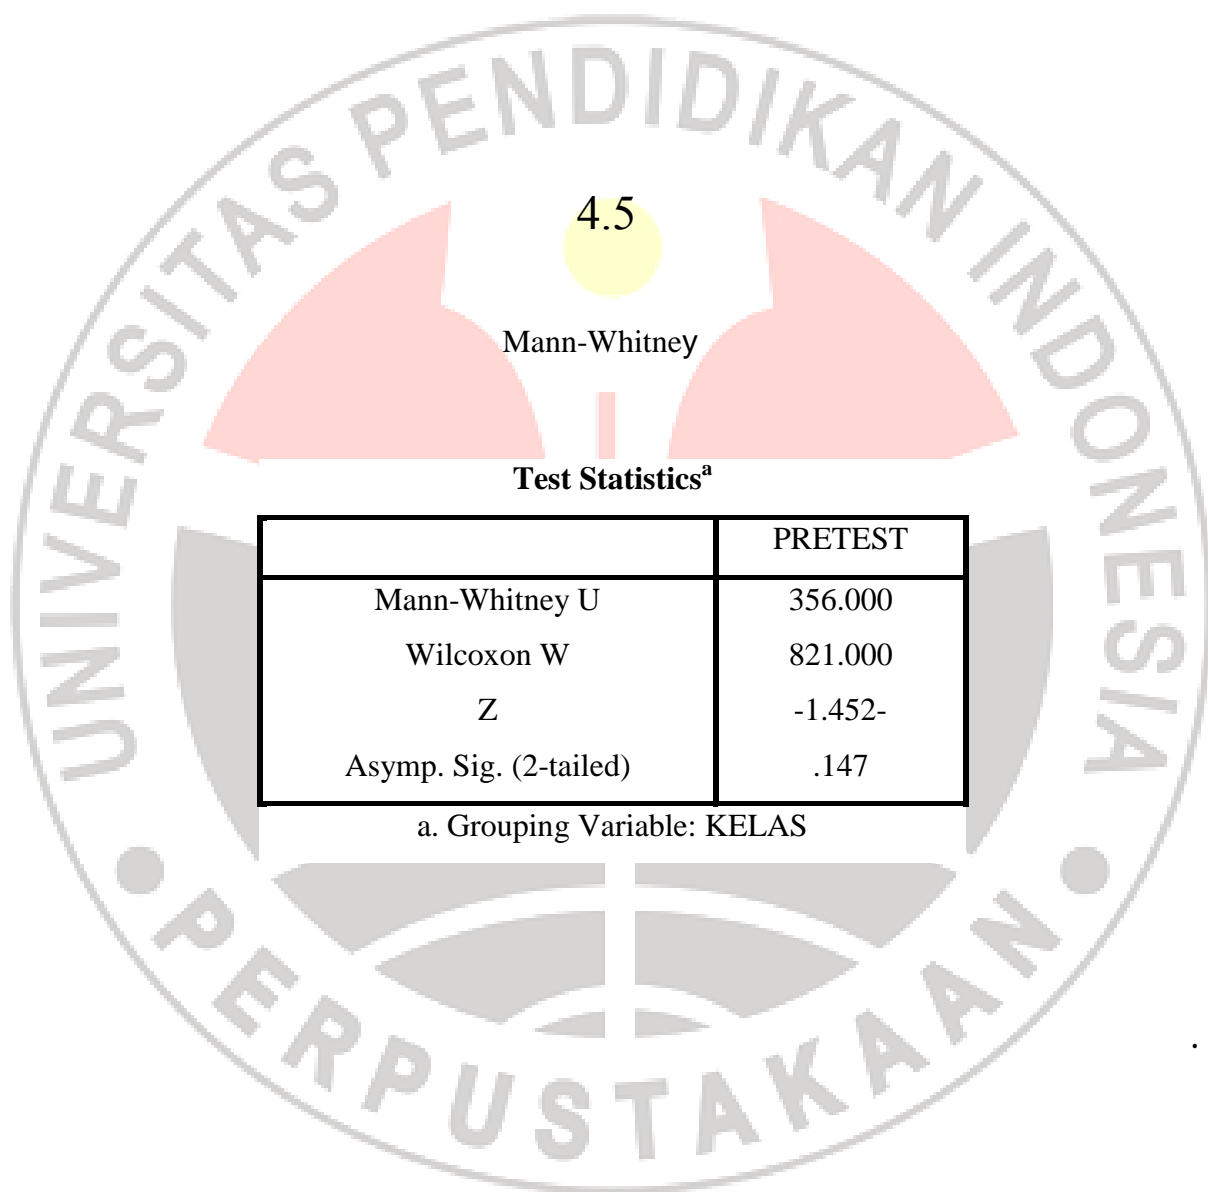 UNIVERSITAS PENDIDIKAN INDONESIA
4.5
Mann-Whitney
Test Statisticsa
PRETEST
Mann-Whitney U 356.000
Wilcoxon W 821.000
Z -1.452-
Asymp. Sig. (2-tailed) .147
a. Grouping Variable: KELAS
.
PERPUSTAKAAN